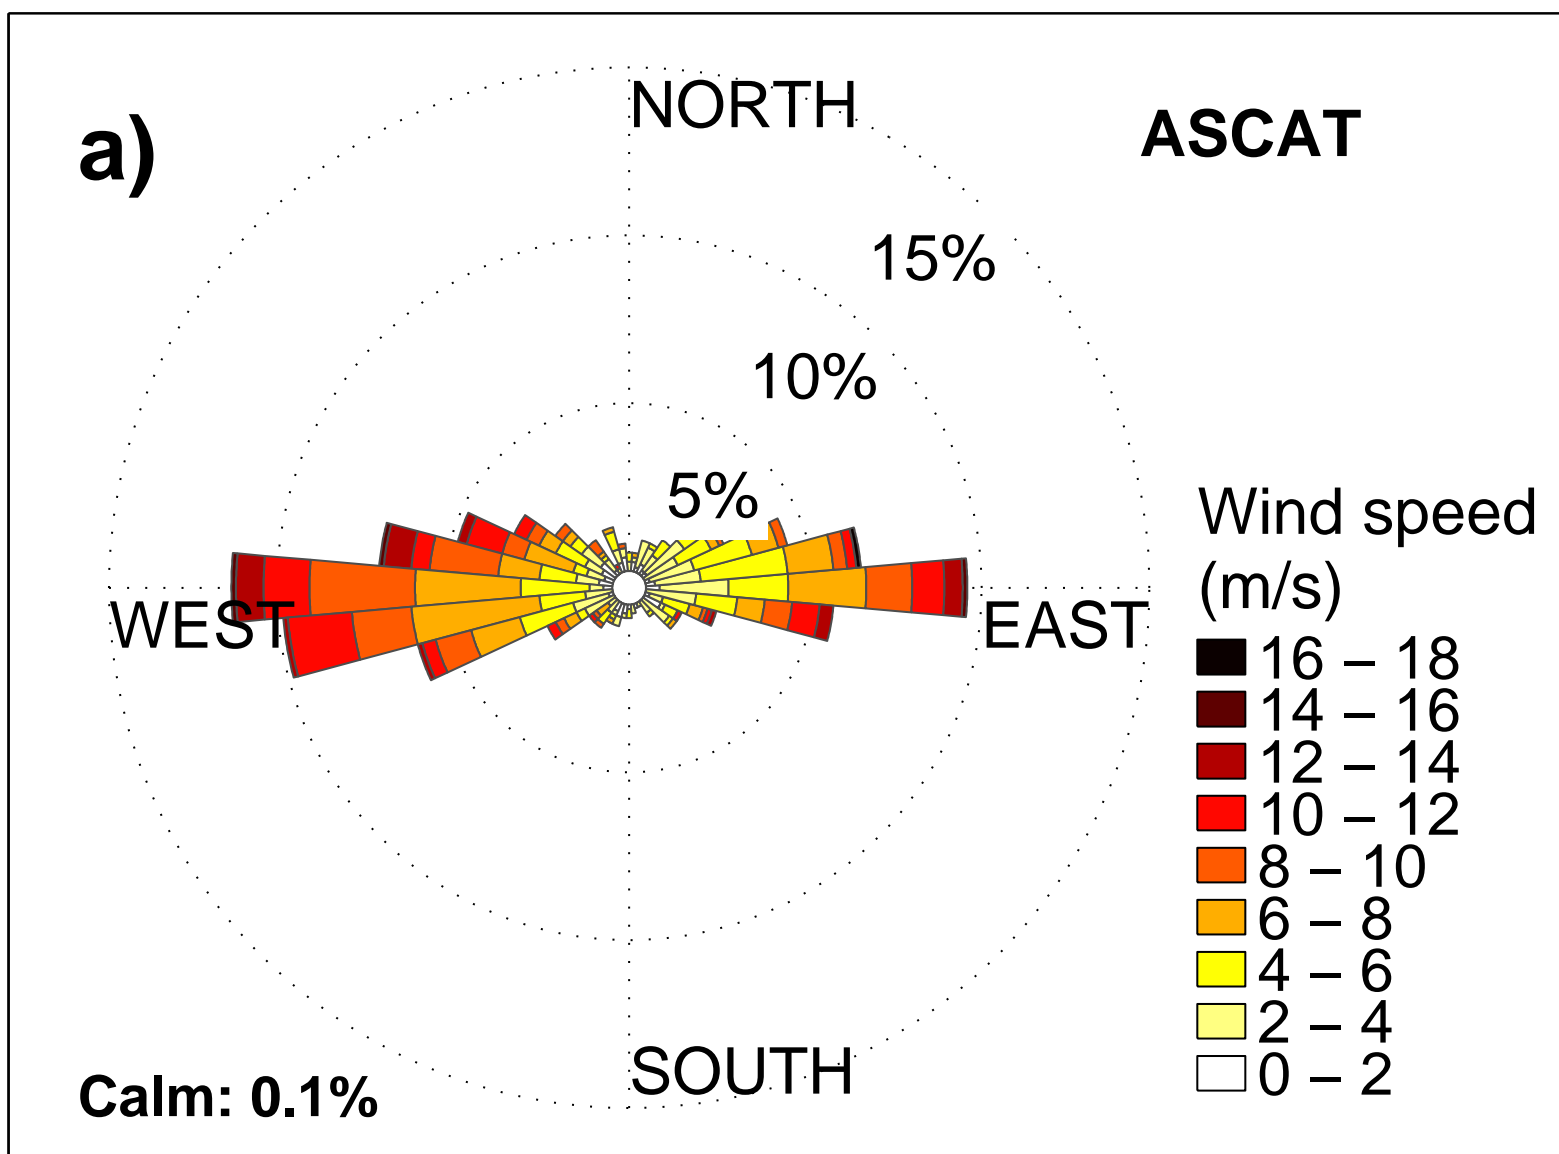 a)
NORTH
ASCAT
15%
10%
5%
WEST
EAST
SOUTH
Wind speed
(m/s)
16 – 18
14 – 16
12 – 14
10 – 12
8 – 10
6 – 8
4 – 6
2 – 4
0 – 2
Calm: 0.1%